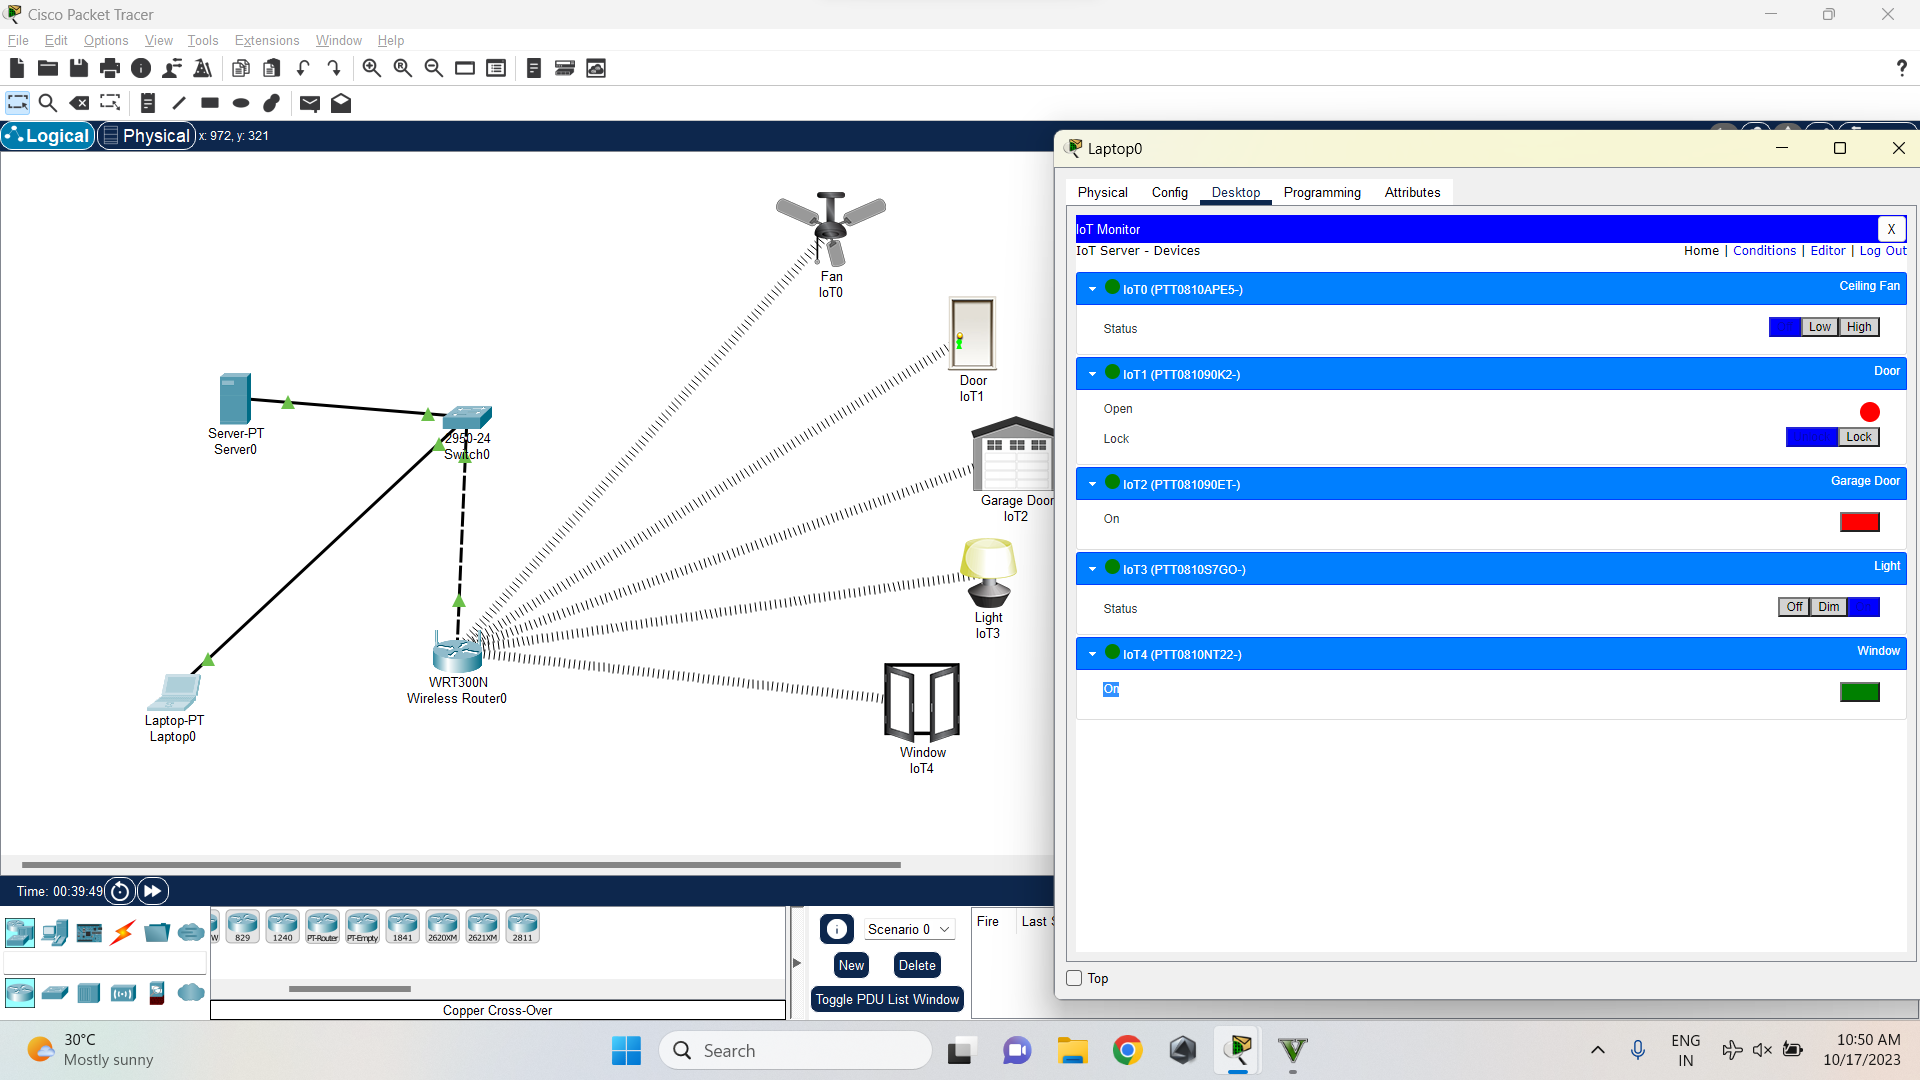 Cisco Packet Tracer
File Edit Options View Tools Extensions Window Help
?
Logical Physical x: 972, y: 321
Fan
IoT0
Door
IoT1
Garage Door
IoT2
Light
IoT3
Window
IoT4
Server-PT
Server0
2950-24
Switch0
WRT300N
Wireless Router0
Laptop-PT
Laptop0
Laptop0
Physical Config Desktop Programming Attributes
IoT Monitor X
IoT Server - Devices Home | Conditions | Editor | Log Out
IoT0 (PTT0810APE5-) Ceiling Fan
Status Low High
IoT1 (PTT081090K2-) Door
Open
Lock Lock
IoT2 (PTT081090ET-) Garage Door
On
IoT3 (PTT0810S7GO-) Light
Status Off Dim
IoT4 (PTT0810NT22-) Window
On
Top
Time: 00:39:49
W 829 1240 PT-Router PT-Empty 1841 2620XM 2621XM 2811
Copper Cross-Over
Scenario 0
New Delete
Toggle PDU List Window
Fire Last S
30°C
Mostly sunny
Search
ENG
IN
10:50 AM
10/17/2023